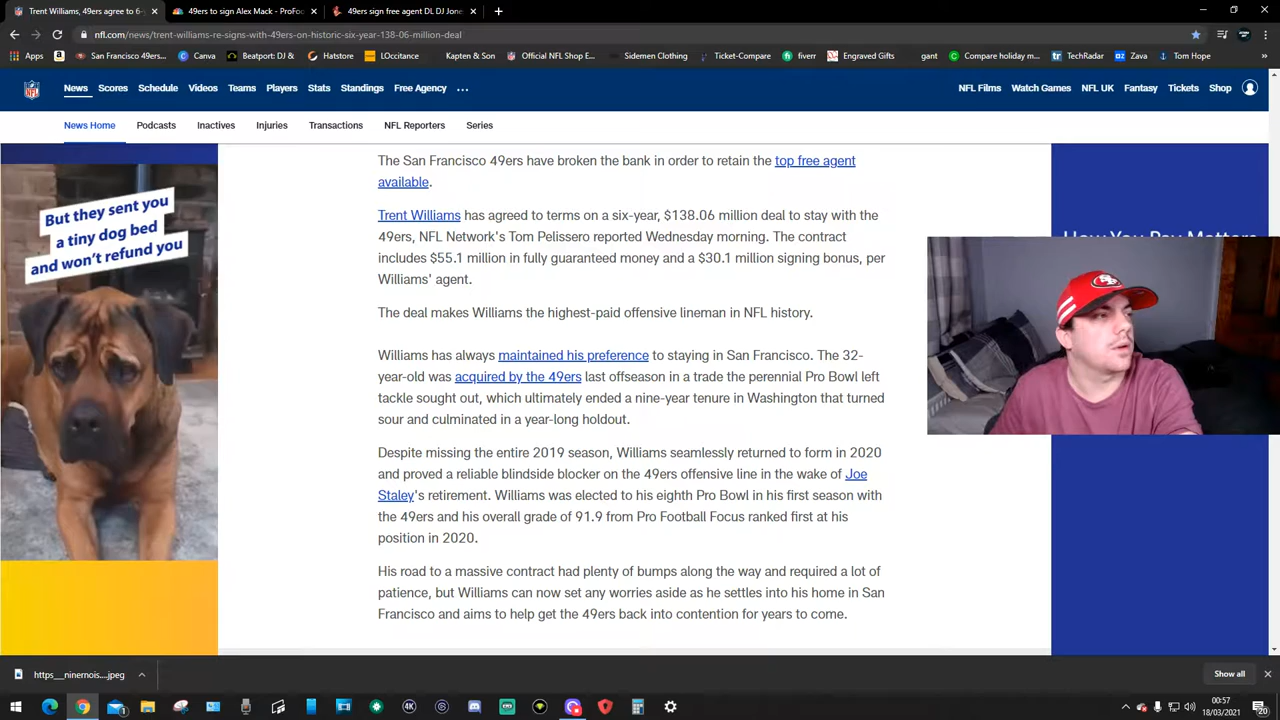 Trent Williams, 49ers agree to 6-
49ers to sign Alex Mack - ProFoo
49ers sign free agent DL DJ Jones
nfl.com/news/trent-williams-re-signs-with-49ers-on-historic-six-year-138-06-million-deal
Apps San Francisco 49ers... Canva Beatport: DJ &... Hatstore LOccitance Kapten & Son Official NFL Shop E... Sidemen Clothing Ticket-Compare fiverr Engraved Gifts gant Compare holiday m... TechRadar Zava Tom Hope »
News Scores Schedule Videos Teams Players Stats Standings Free Agency ... NFL Films Watch Games NFL UK Fantasy Tickets Shop
News Home Podcasts Inactives Injuries Transactions NFL Reporters Series
But they sent you
a tiny dog bed
and won't refund you
The San Francisco 49ers have broken the bank in order to retain the top free agent
available.
Trent Williams has agreed to terms on a six-year, $138.06 million deal to stay with the
49ers, NFL Network's Tom Pelissero reported Wednesday morning. The contract
includes $55.1 million in fully guaranteed money and a $30.1 million signing bonus, per
Williams' agent.
The deal makes Williams the highest-paid offensive lineman in NFL history.
Williams has always maintained his preference to staying in San Francisco. The 32-
year-old was acquired by the 49ers last offseason in a trade the perennial Pro Bowl left
tackle sought out, which ultimately ended a nine-year tenure in Washington that turned
sour and culminated in a year-long holdout.
Despite missing the entire 2019 season, Williams seamlessly returned to form in 2020
and proved a reliable blindside blocker on the 49ers offensive line in the wake of Joe
Staley's retirement. Williams was elected to his eighth Pro Bowl in his first season with
the 49ers and his overall grade of 91.9 from Pro Football Focus ranked first at his
position in 2020.
His road to a massive contract had plenty of bumps along the way and required a lot of
patience, but Williams can now set any worries aside as he settles into his home in San
Francisco and aims to help get the 49ers back into contention for years to come.
How You Pay Matters
https__ninernois....jpeg
Show all
00:57
18/03/2021
20